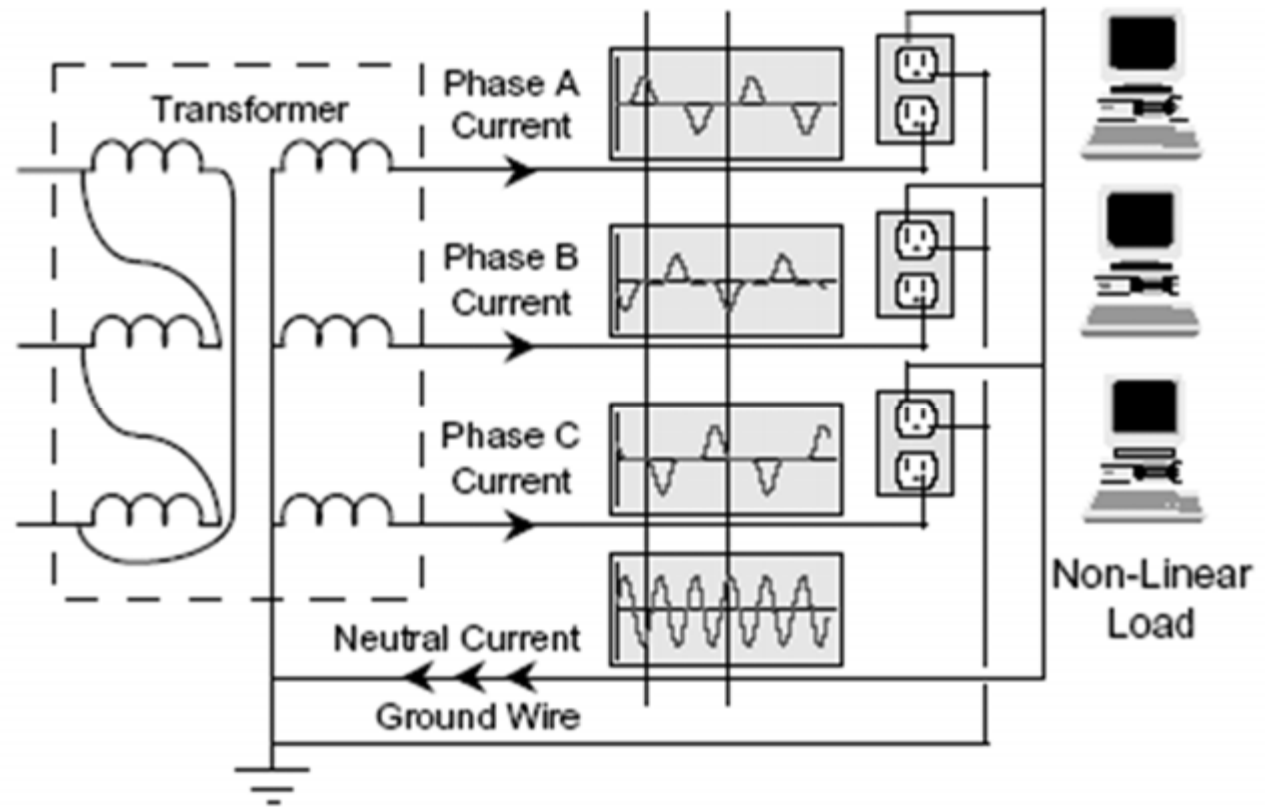 Transformer
Phase A
Current
Phase B
Current
Phase C
Current
Neutral Current
Ground Wire
Non-Linear
Load